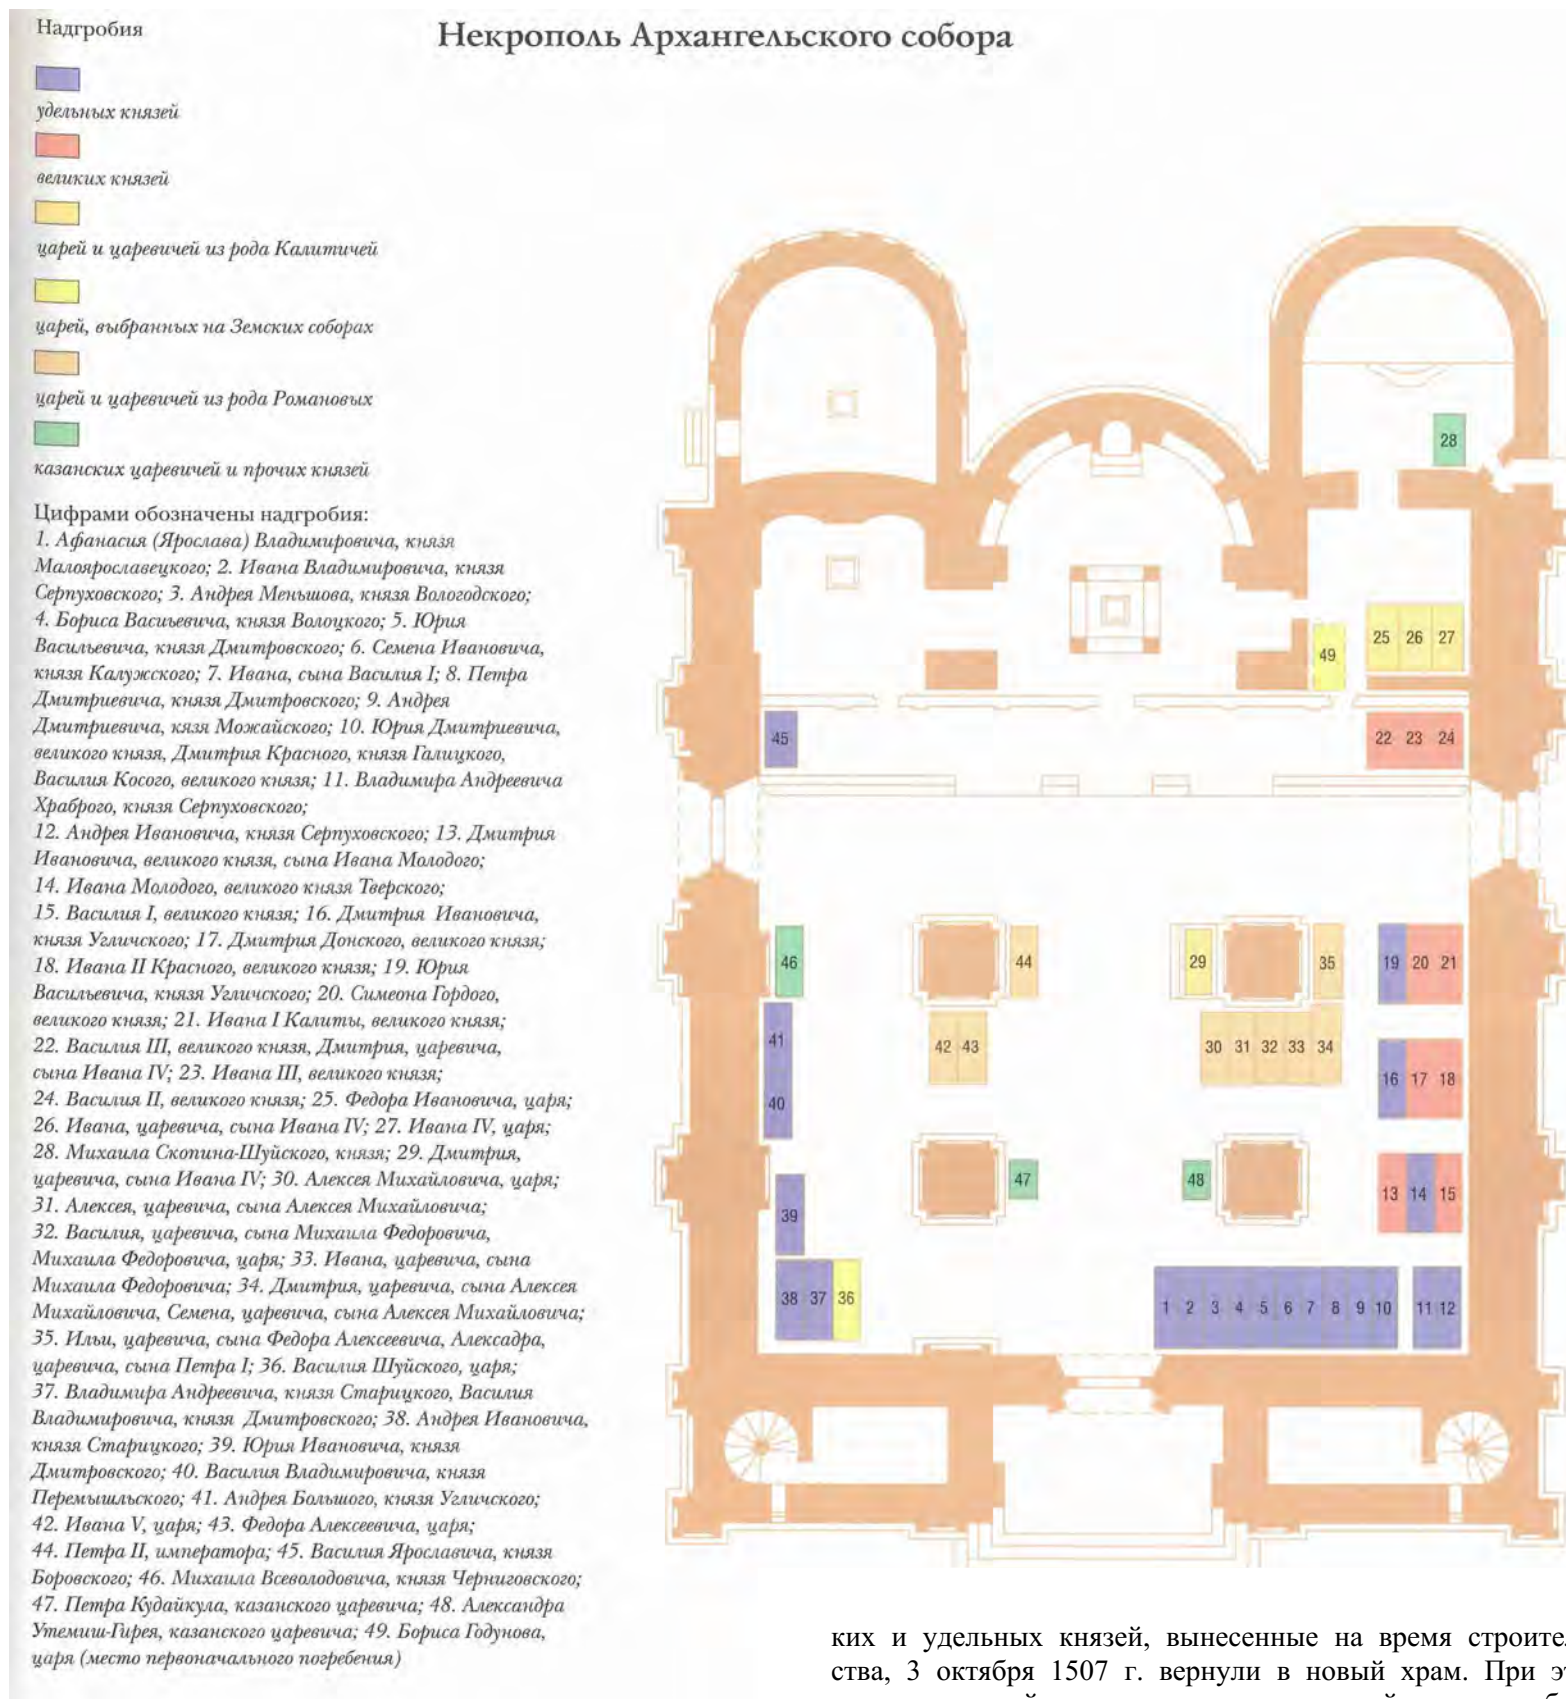 Надгробия
Некрополь Архангельского собора
удельных князей
великих князей
царей и царевичей из рода Калитичей
царей, выбранных на Земских соборах
царей и царевичей из рода Романовых
казанских царевичей и прочих князей
Цифрами обозначены надгробия:
1. Афанасия (Ярослава) Владимировича, князя
Малоярославецкого; 2. Ивана Владимировича, князя
Серпуховского; 3. Андрея Меньшова, князя Вологодского;
4. Бориса Васиьевича, князя Волоцкого; 5. Юрия
Васильевича, князя Дмитровского; 6. Семена Ивановича,
князя Калужского; 7. Ивана, сына Василия I; 8. Петра
Дмитриевича, князя Дмитровского; 9. Андрея
Дмитриевича, кязя Можайского; 10. Юрия Дмитриевича,
великого князя, Дмитрия Красного, князя Галицкого,
Василия Косого, великого князя; 11. Владимира Андреевича
Храброго, князя Серпуховского;
12. Андрея Ивановича, князя Серпуховского; 13. Дмитрия
Ивановича, великого князя, сына Ивана Молодого;
14. Ивана Молодого, великого князя Тверского;
15. Василия I, великого князя; 16. Дмитрия Ивановича,
князя Угличского; 17. Дмитрия Донского, великого князя;
18. Ивана II Красного, великого князя; 19. Юрия
Васильевича, князя Угличского; 20. Симеона Гордого,
великого князя; 21. Ивана I Калиты, великого князя;
22. Василия III, великого князя, Дмитрия, царевича,
сына Ивана IV; 23. Ивана III, великого князя;
24. Василия II, великого князя; 25. Федора Ивановича, царя;
26. Ивана, царевича, сына Ивана IV; 27. Ивана IV, царя;
28. Михаила Скопина-Шуйского, князя; 29. Дмитрия,
царевича, сына Ивана IV; 30. Алексея Михайловича, царя;
31. Алексея, царевича, сына Алексея Михайловича;
32. Василия, царевича, сына Михаила Федоровича,
Михаила Федоровича, царя; 33. Ивана, царевича, сына
Михаила Федоровича; 34. Дмитрия, царевича, сына Алексея
Михайловича, Семена, царевича, сына Алексея Михайловича;
35. Ильи, царевича, сына Федора Алексеевича, Алексадра,
царевича, сына Петра I; 36. Василия Шуйского, царя;
37. Владимира Андреевича, князя Старицкого, Василия
Владимировича, князя Дмитровского; 38. Андрея Ивановича,
князя Старицкого; 39. Юрия Ивановича, князя
Дмитровского; 40. Василия Владимировича, князя
Перемышльского; 41. Андрея Большого, князя Угличского;
42. Ивана V, царя; 43. Федора Алексеевича, царя;
44. Петра II, императора; 45. Василия Ярославича, князя
Боровского; 46. Михаила Всеволодовича, князя Черниговского;
47. Петра Кудайкула, казанского царевича; 48. Александра
Утемиш-Гирея, казанского царевича; 49. Бориса Годунова,
царя (место первоначального погребения)
28
25 26 27
49
45
22 23 24
46 44 29 35 19 20 21
41 42 43 30 31 32 33 34
16 17 18
40
47 48 13 14 15
39
38 37 36 1 2 3 4 5 6 7 8 9 10 11 12
ких и удельных князей, вынесенные на время строител
ства, 3 октября 1507 г. вернули в новый храм. При эт